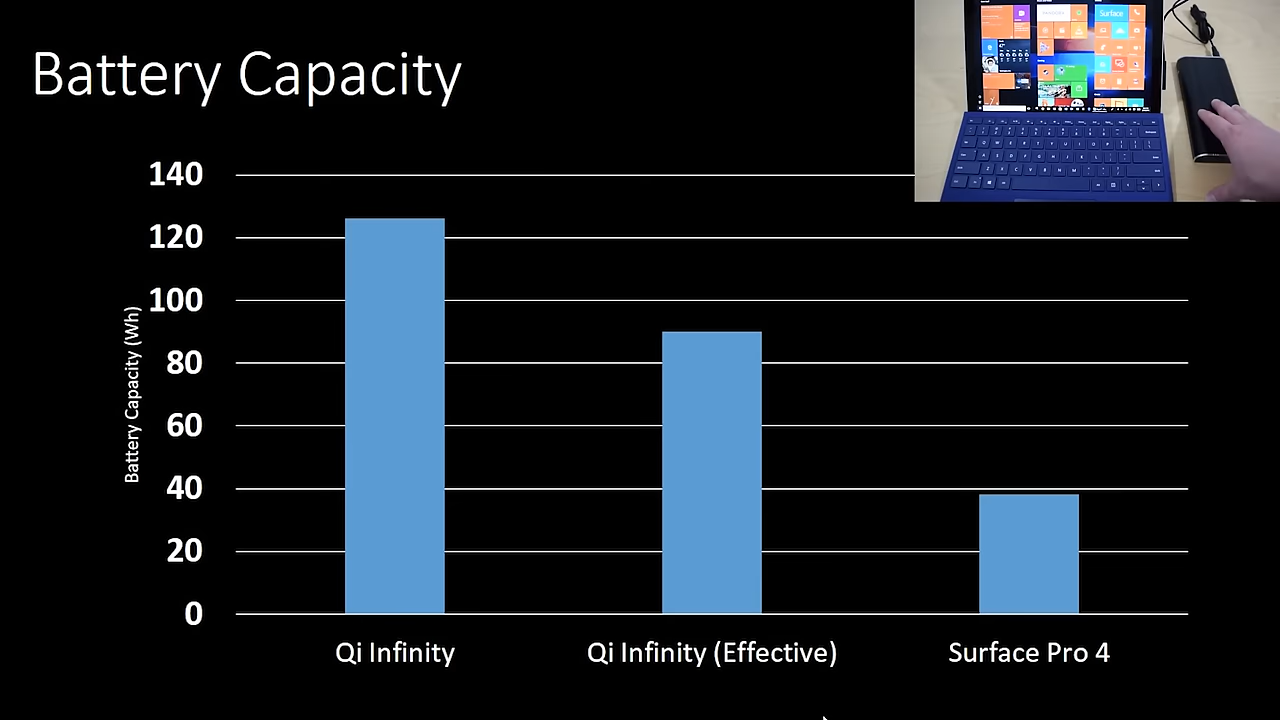 Battery Capacity
Surface
140
120
100
80
60
40
20
0
Battery Capacity (Wh)
Qi Infinity
Qi Infinity (Effective)
Surface Pro 4